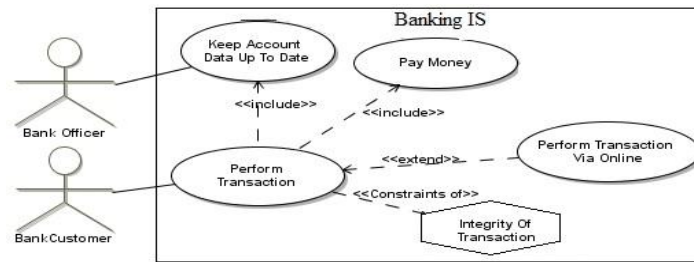 Banking IS
Keep Account
Data Up To Date
Pay Money
<<include>>
<<include>>
Bank Officer
Perform Transaction
Via Online
<<extend>>
Perform
Transaction
<<Constraints of>>
BankCustomer
Integrity Of
Transaction